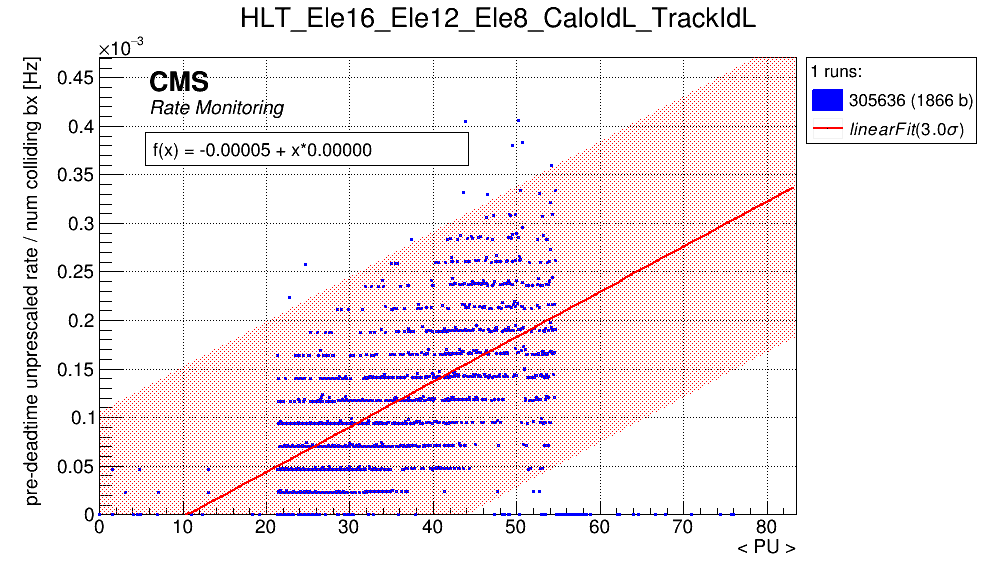 HLT_Ele16_Ele12_Ele8_CaloIdL_TrackIdL
×10⁻³
pre-deadtime unprescaled rate / num colliding bx [Hz]
0.45
0.4
0.35
0.3
0.25
0.2
0.15
0.1
0.05
0
CMS
Rate Monitoring
f(x) = -0.00005 + x*0.00000
0 10 20 30 40 50 60 70 80
< PU >
1 runs:
305636 (1866 b)
linearFit(3.0σ)